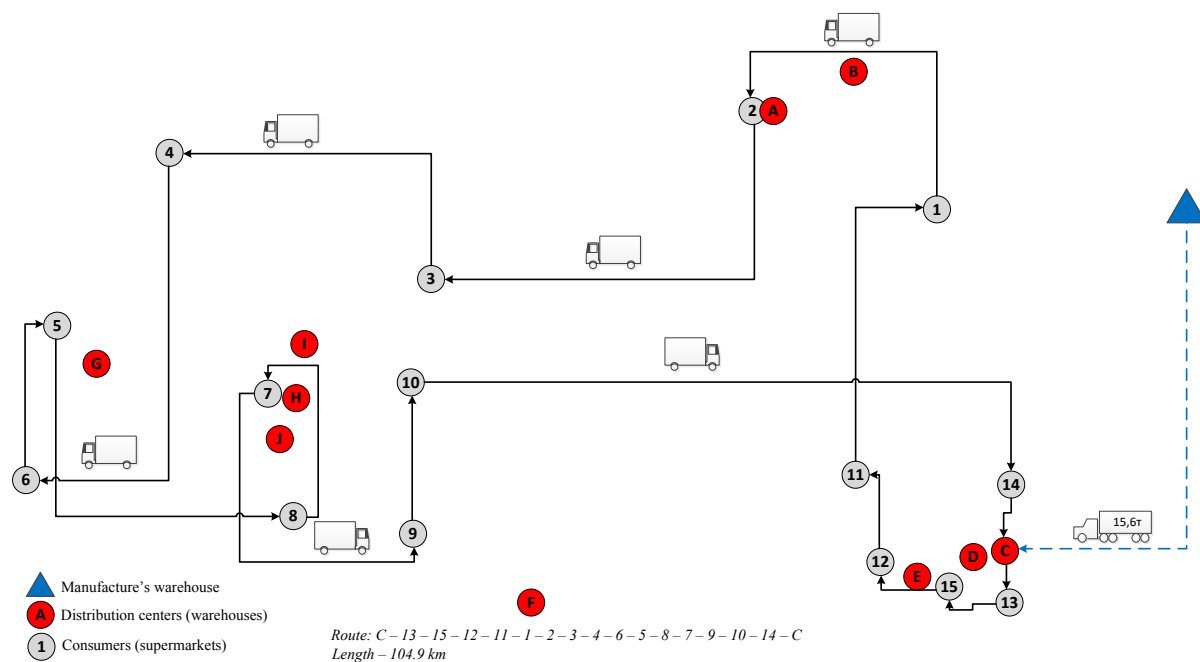 B
2 A
4
1
3
5
I
G
10
7 H
J
11
6
14
8
15,6т
9
C
D
12
E
15
Manufacture's warehouse
13
F
A Distribution centers (warehouses)
1 Consumers (supermarkets)
Route: C – 13 – 15 – 12 – 11 – 1 – 2 – 3 – 4 – 6 – 5 – 8 – 7 – 9 – 10 – 14 – C
Length – 104.9 km